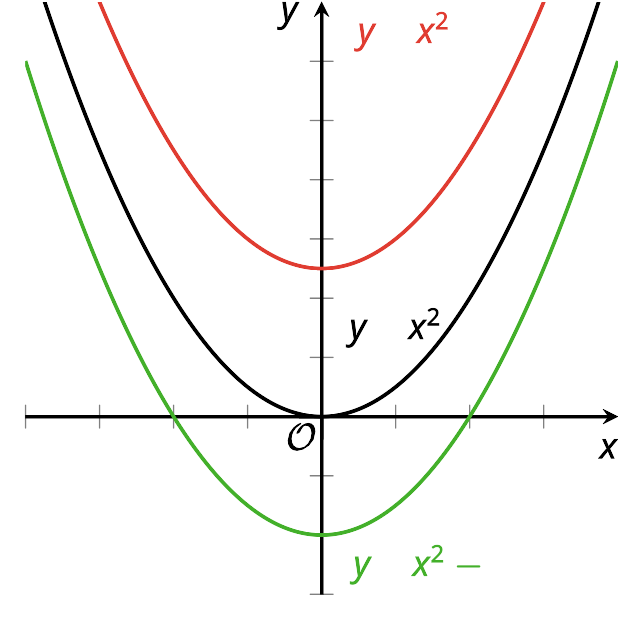 y
y x²
y x²
O
x
y x² −